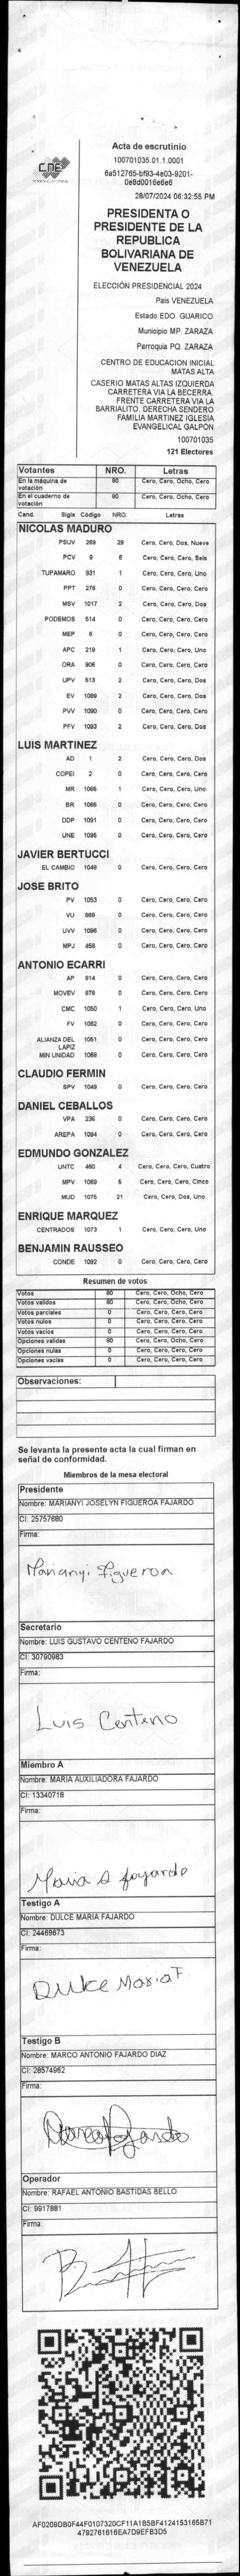 CNE
Acta de escrutinio
100701035.01.1.0001
6a512765-bf93-4e03-9201-
0e8d0016e6e6
28/07/2024 06:32:55 PM
PRESIDENTA O
PRESIDENTE DE LA
REPUBLICA
BOLIVARIANA DE
VENEZUELA
ELECCIÓN PRESIDENCIAL 2024
País VENEZUELA
Estado EDO. GUARICO
Municipio MP. ZARAZA
Parroquia PQ. ZARAZA
CENTRO DE EDUCACION INICIAL
MATAS ALTA
CASERIO MATAS ALTAS IZQUIERDA
CARRETERA VIA LA BECERRA.
FRENTE CARRETERA VIA LA
BARRIALITO. DERECHA SENDERO
FAMILIA MARTINEZ IGLESIA
EVANGELICAL GALPÓN
100701035
121 Electores
Votantes NRO. Letras
En la máquina de votación 80 Cero, Cero, Ocho, Cero
En el cuaderno de votación 80 Cero, Cero, Ocho, Cero
Cand. Sigla Código NRO. Letras
NICOLAS MADURO
PSUV 269 29 Cero, Cero, Dos, Nueve
PCV 9 6 Cero, Cero, Cero, Seis
TUPAMARO 931 1 Cero, Cero, Cero, Uno
PPT 276 0 Cero, Cero, Cero, Cero
MSV 1017 2 Cero, Cero, Cero, Dos
PODEMOS 514 0 Cero, Cero, Cero, Cero
MEP 6 0 Cero, Cero, Cero, Cero
APC 219 1 Cero, Cero, Cero, Uno
ORA 906 0 Cero, Cero, Cero, Cero
UPV 513 2 Cero, Cero, Cero, Dos
EV 1089 2 Cero, Cero, Cero, Dos
PVV 1090 0 Cero, Cero, Cero, Cero
PFV 1093 2 Cero, Cero, Cero, Dos
LUIS MARTINEZ
AD 1 2 Cero, Cero, Cero, Dos
COPEI 2 0 Cero, Cero, Cero, Cero
MR 1065 1 Cero, Cero, Cero, Uno
BR 1066 0 Cero, Cero, Cero, Cero
DDP 1091 0 Cero, Cero, Cero, Cero
UNE 1095 0 Cero, Cero, Cero, Cero
JAVIER BERTUCCI
EL CAMBIO 1049 0 Cero, Cero, Cero, Cero
JOSE BRITO
PV 1053 0 Cero, Cero, Cero, Cero
VU 868 0 Cero, Cero, Cero, Cero
UVV 1096 0 Cero, Cero, Cero, Cero
MPJ 458 0 Cero, Cero, Cero, Cero
ANTONIO ECARRI
AP 814 0 Cero, Cero, Cero, Cero
MOVEV 878 0 Cero, Cero, Cero, Cero
CMC 1050 1 Cero, Cero, Cero, Uno
FV 1062 0 Cero, Cero, Cero, Cero
ALIANZA DEL LAPIZ 1051 0 Cero, Cero, Cero, Cero
MIN UNIDAD 1068 0 Cero, Cero, Cero, Cero
CLAUDIO FERMIN
SPV 1049 0 Cero, Cero, Cero, Cero
DANIEL CEBALLOS
VPA 236 0 Cero, Cero, Cero, Cero
AREPA 1094 0 Cero, Cero, Cero, Cero
EDMUNDO GONZALEZ
UNTC 460 4 Cero, Cero, Cero, Cuatro
MPV 1069 5 Cero, Cero, Cero, Cinco
MUD 1075 21 Cero, Cero, Dos, Uno
ENRIQUE MARQUEZ
CENTRADOS 1073 1 Cero, Cero, Cero, Uno
BENJAMIN RAUSSEO
CONDE 1092 0 Cero, Cero, Cero, Cero
Resumen de votos
Votos 80 Cero, Cero, Ocho, Cero
Votos validos 80 Cero, Cero, Ocho, Cero
Votos parciales 0 Cero, Cero, Cero, Cero
Votos nulos 0 Cero, Cero, Cero, Cero
Votos vacios 0 Cero, Cero, Cero, Cero
Opciones validas 80 Cero, Cero, Ocho, Cero
Opciones nulas 0 Cero, Cero, Cero, Cero
Opciones vacias 0 Cero, Cero, Cero, Cero
Observaciones:
Se levanta la presente acta la cual firman en
señal de conformidad.
Miembros de la mesa electoral
Presidente
Nombre: MARIANYI JOSELYN FIGUEROA FAJARDO
CI: 25757680
Firma:
Marianyi Figueroa
Secretario
Nombre: LUIS GUSTAVO CENTENO FAJARDO
CI: 30790983
Firma:
Luis Centeno
Miembro A
Nombre: MARIA AUXILIADORA FAJARDO
CI: 13340718
Firma:
Maria A fajardo
Testigo A
Nombre: DULCE MARIA FAJARDO
CI: 24469673
Firma:
Dulce Maria F
Testigo B
Nombre: MARCO ANTONIO FAJARDO DIAZ
CI: 28574962
Firma:
Operador
Nombre: RAFAEL ANTONIO BASTIDAS BELLO
CI: 9917881
Firma:
AF0209DB0F44F0107320CF11A1B5BF4124153165B71
4792761616EA7D9EFB3D5